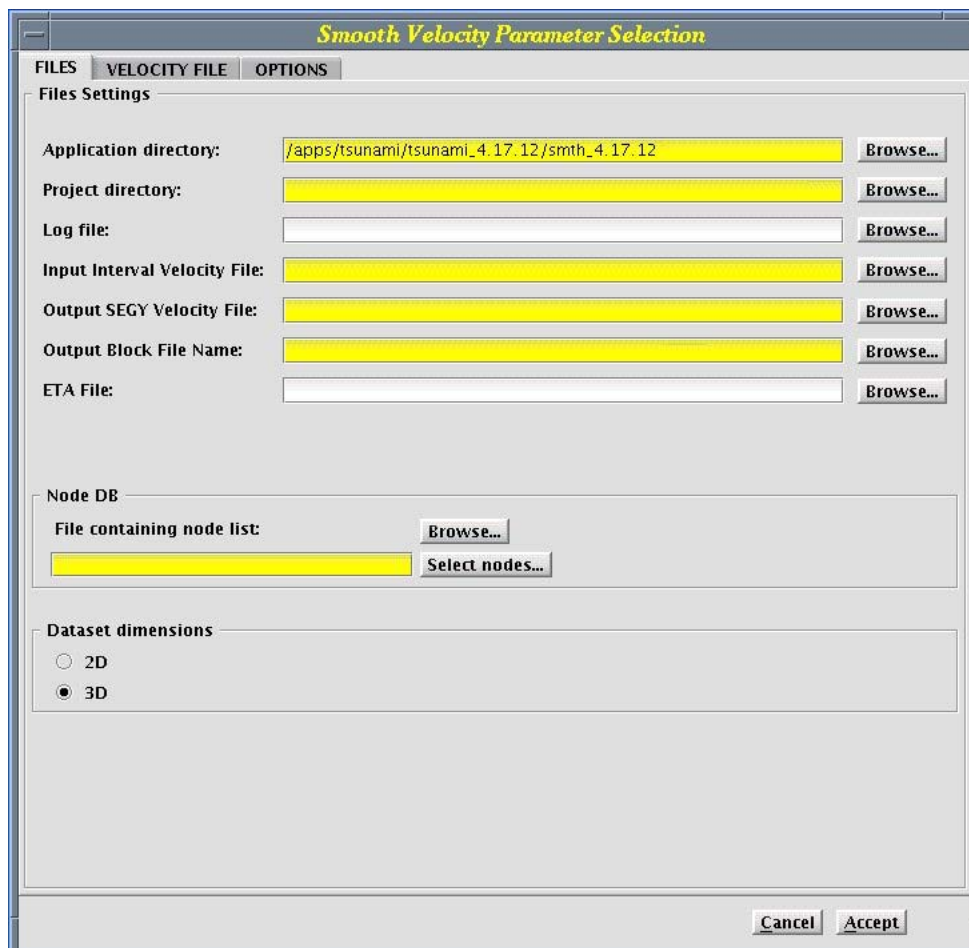 Smooth Velocity Parameter Selection
FILES VELOCITY FILE OPTIONS
Files Settings
Application directory: /apps/tsunami/tsunami_4.17.12/smth_4.17.12 Browse...
Project directory: Browse...
Log file: Browse...
Input Interval Velocity File: Browse...
Output SEGY Velocity File: Browse...
Output Block File Name: Browse...
ETA File: Browse...
Node DB
File containing node list: Browse...
Select nodes...
Dataset dimensions
2D
3D
Cancel Accept